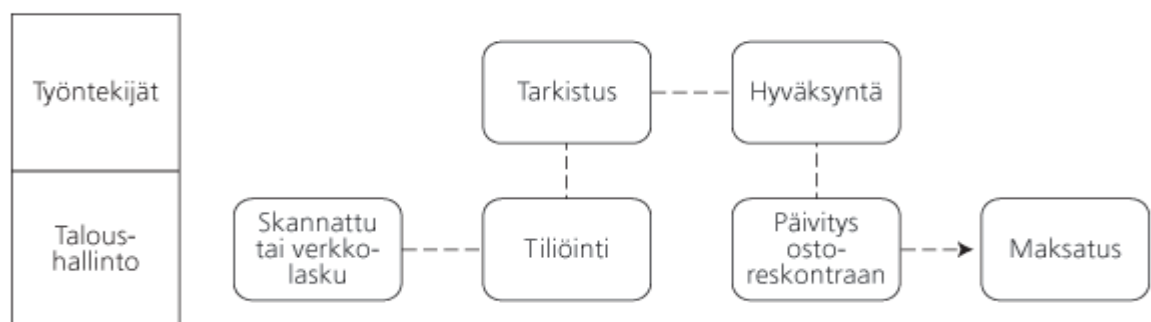 Työntekijät
Tarkistus
Hyväksyntä
Talous-
hallinto
Skannattu
tai verkko-
lasku
Tiliöinti
Päivitys
osto-
reskontraan
Maksatus